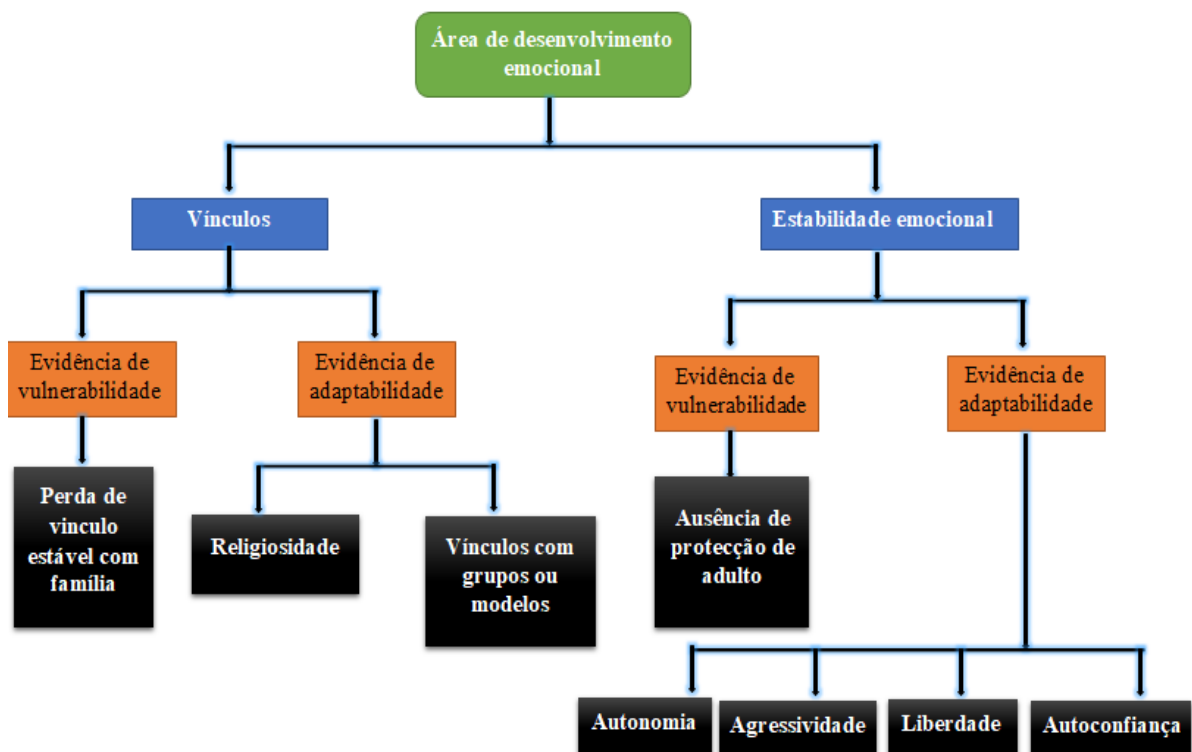 Área de desenvolvimento
emocional
Vínculos
Estabilidade emocional
Evidência de
vulnerabilidade
Evidência de
adaptabilidade
Evidência de
vulnerabilidade
Evidência de
adaptabilidade
Perda de
vinculo
estável com
família
Religiosidade
Vínculos com
grupos ou
modelos
Ausência de
protecção de
adulto
Autonomia
Agressividade
Liberdade
Autoconfiança